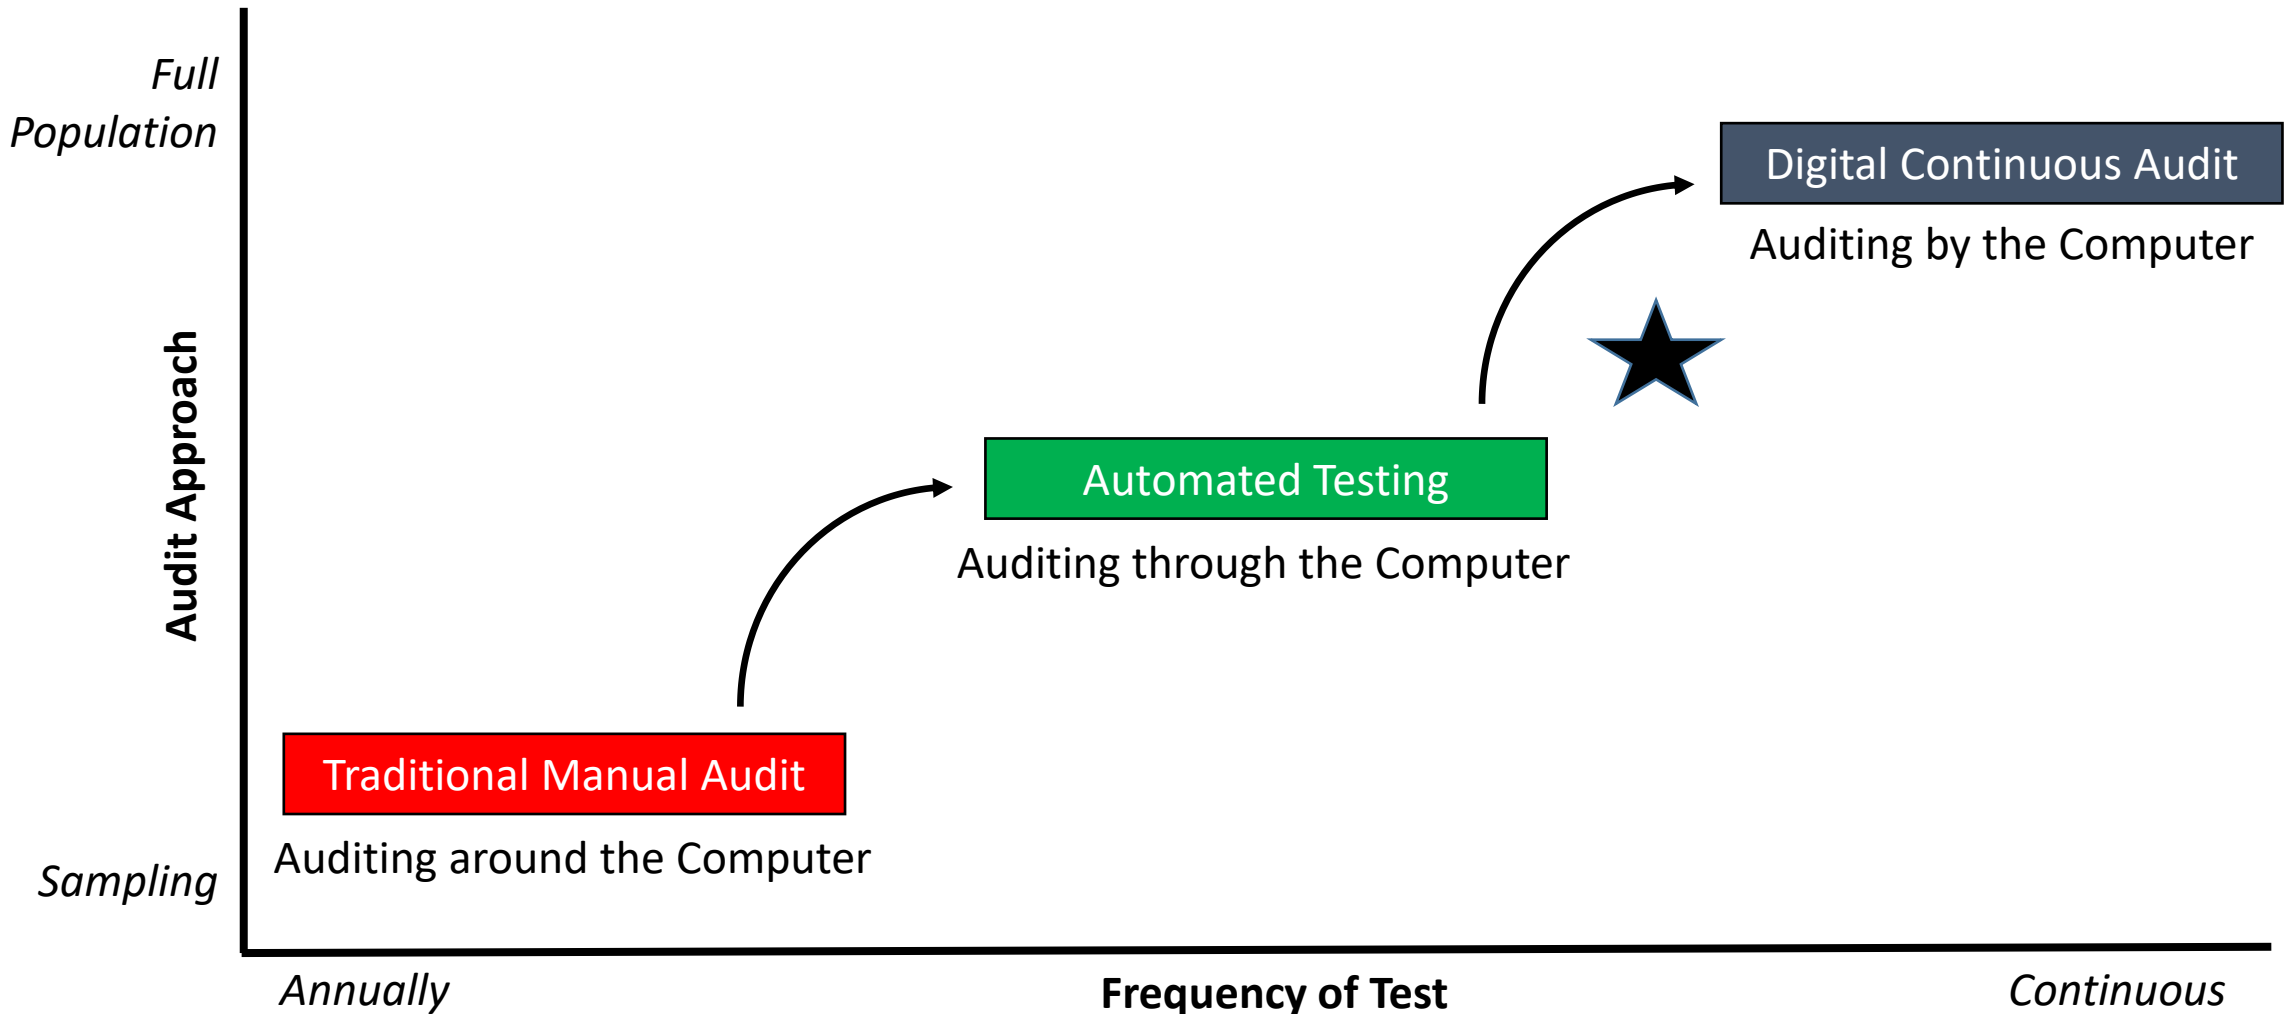 Full
Population
Digital Continuous Audit
Auditing by the Computer
Audit Approach
Automated Testing
Auditing through the Computer
Traditional Manual Audit
Auditing around the Computer
Sampling
Annually
Frequency of Test
Continuous